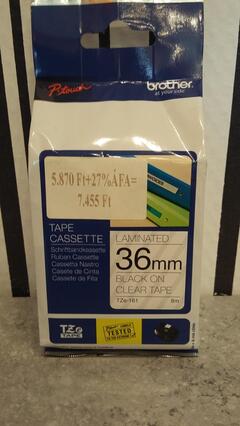 P-touch
brother
at your side
5.870 Ft+27%ÁFA=
7.455 Ft
TAPE
CASSETTE
Schriftbandkassette
Ruban Cassette
Cassetta Nastro
Casete de Cinta
Cassete de Fita
LAMINATED
36mm
BLACK ON
CLEAR TAPE
TZe-161
8m
TZe
TAPE
TESTED